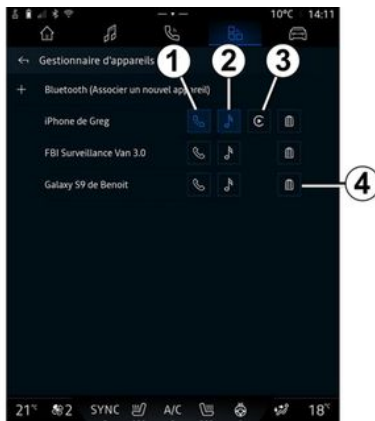 10°C 14:11
Gestionnaire d'appareils
1 2 3
+ Bluetooth (Associer un nouvel appareil)
iPhone de Greg
FBI Surveillance Van 3.0
Galaxy S9 de Benoit
4
21°C 2 SYNC A/C 18°C